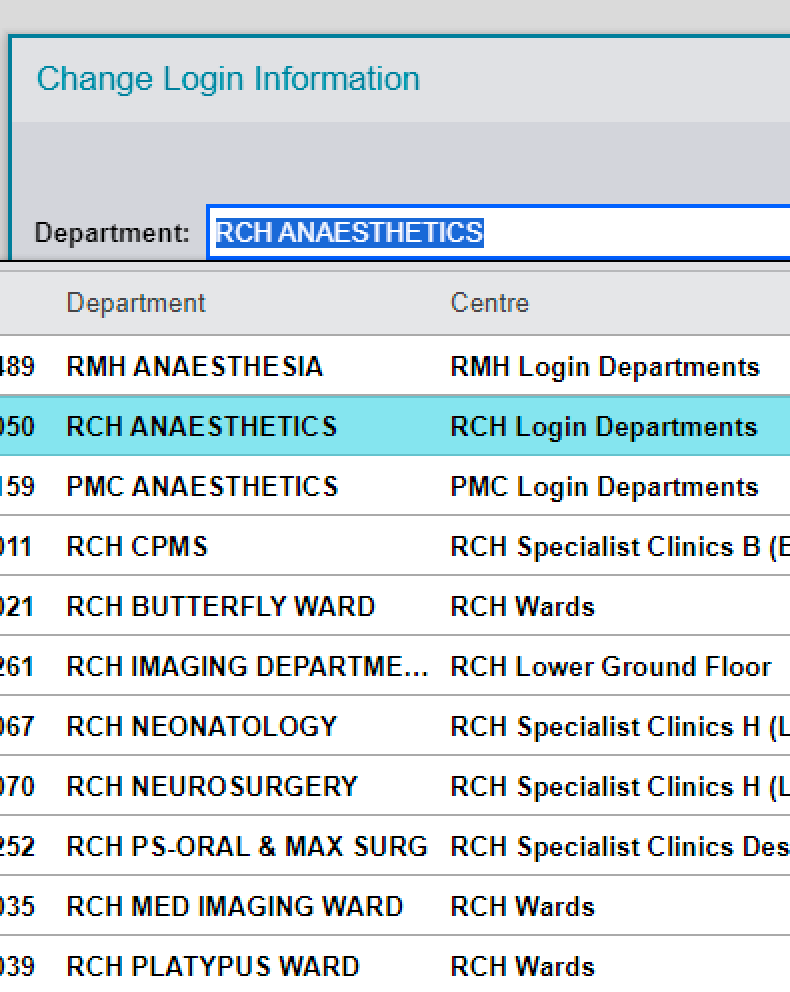 Change Login Information
Department: RCH ANAESTHETICS
Department Centre
489 RMH ANAESTHESIA RMH Login Departments
050 RCH ANAESTHETICS RCH Login Departments
159 PMC ANAESTHETICS PMC Login Departments
011 RCH CPMS RCH Specialist Clinics B (E
021 RCH BUTTERFLY WARD RCH Wards
261 RCH IMAGING DEPARTME... RCH Lower Ground Floor
067 RCH NEONATOLOGY RCH Specialist Clinics H (L
070 RCH NEUROSURGERY RCH Specialist Clinics H (L
252 RCH PS-ORAL & MAX SURG RCH Specialist Clinics Des
035 RCH MED IMAGING WARD RCH Wards
039 RCH PLATYPUS WARD RCH Wards